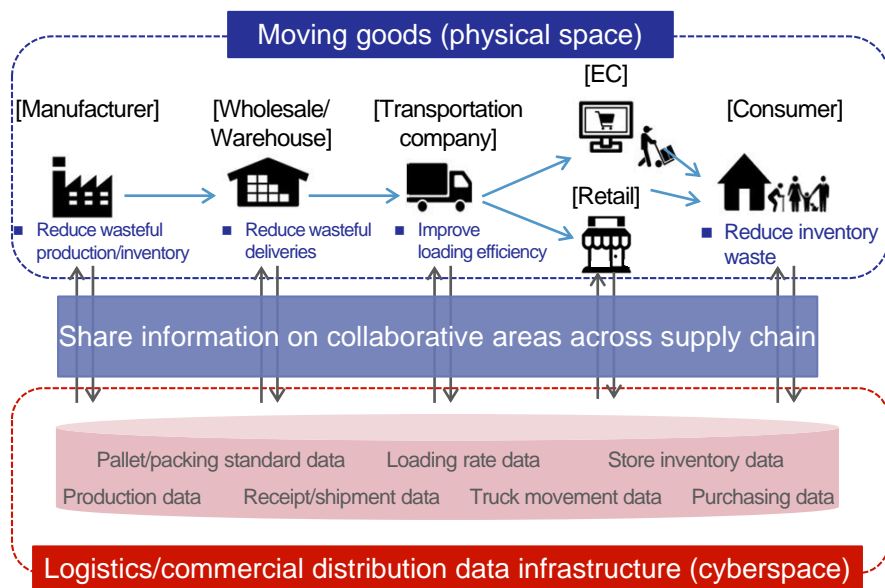 Moving goods (physical space)
[EC]
[Manufacturer]
[Wholesale/
Warehouse]
[Transportation
company]
[Consumer]
[Retail]
■ Reduce wasteful
production/inventory
■ Reduce wasteful
deliveries
■ Improve
loading efficiency
■ Reduce inventory
waste
Share information on collaborative areas across supply chain
Pallet/packing standard data
Loading rate data
Store inventory data
Production data
Receipt/shipment data
Truck movement data
Purchasing data
Logistics/commercial distribution data infrastructure (cyberspace)